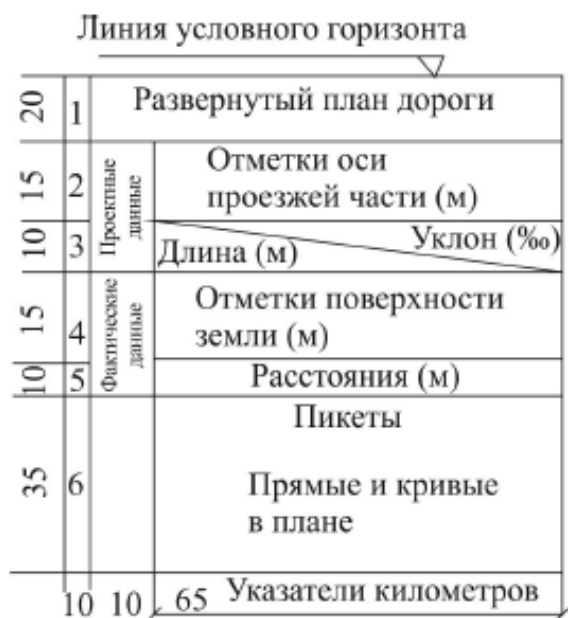 Линия условного горизонта
20 1 Развернутый план дороги
15 2 Проектные данные Отметки оси
проезжей части (м)
10 3 Длина (м) Уклон (‰)
15 4 Фактические данные Отметки поверхности
земли (м)
10 5 Расстояния (м)
Пикеты
35 6 Прямые и кривые
в плане
10 10 65 Указатели километров